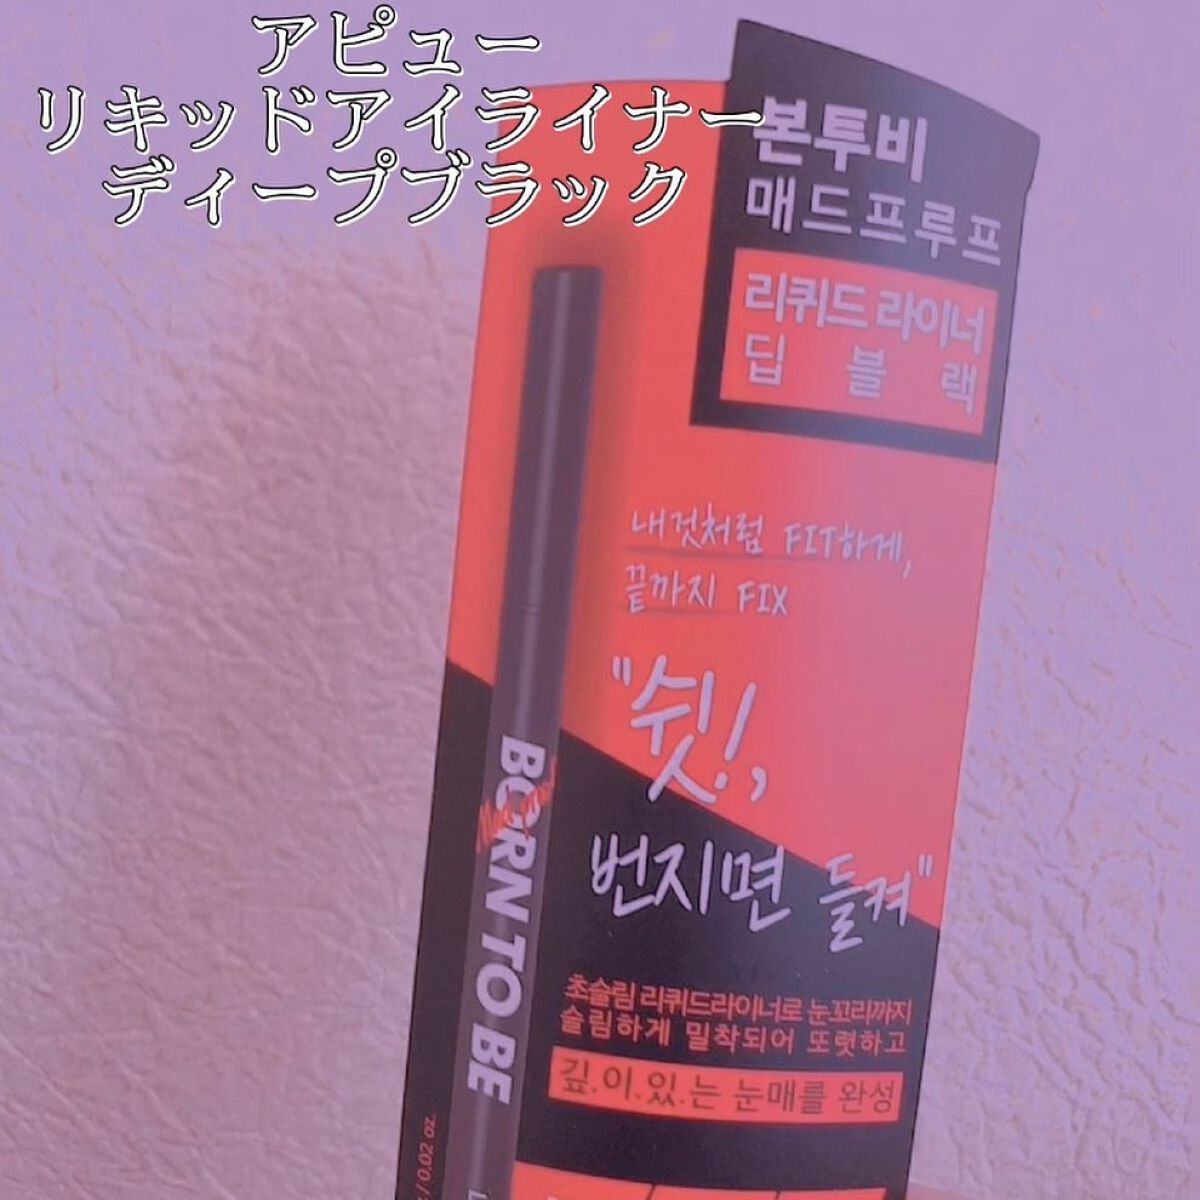 アピュー
リキッドアイライナー
ディープブラック
본투비
매드프루프
리퀴드 라이너
딥 블랙
내것처럼 FIT하게,
끝까지 FIX
"쉿!,
번지면 들켜"
초슬림 리퀴드라이너로 눈꼬리까지
슬림하게 밀착되어 또렷하고
깊.이.있.는 눈매를 완성
BORN TO BE
/ 0.02 oz.